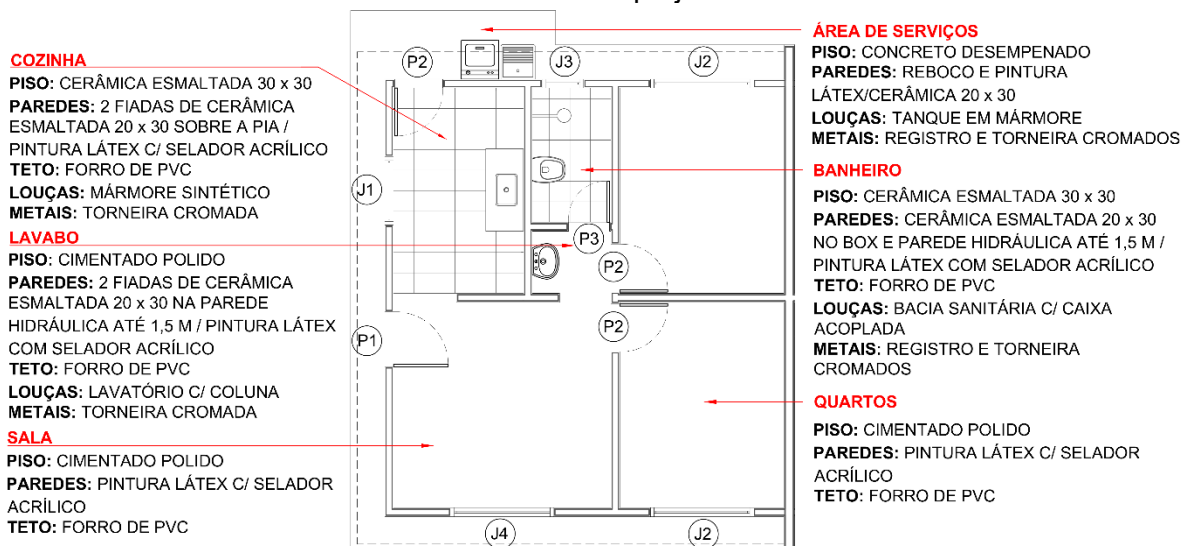 COZINHA
PISO: CERÂMICA ESMALTADA 30 x 30
PAREDES: 2 FIADAS DE CERÂMICA
ESMALTADA 20 x 30 SOBRE A PIA /
PINTURA LÁTEX C/ SELADOR ACRÍLICO
TETO: FORRO DE PVC
LOUÇAS: MÁRMORE SINTÉTICO
METAIS: TORNEIRA CROMADA
LAVABO
PISO: CIMENTADO POLIDO
PAREDES: 2 FIADAS DE CERÂMICA
ESMALTADA 20 x 30 NA PAREDE
HIDRÁULICA ATÉ 1,5 M / PINTURA LÁTEX
COM SELADOR ACRÍLICO
TETO: FORRO DE PVC
LOUÇAS: LAVATÓRIO C/ COLUNA
METAIS: TORNEIRA CROMADA
SALA
PISO: CIMENTADO POLIDO
PAREDES: PINTURA LÁTEX C/ SELADOR
ACRÍLICO
TETO: FORRO DE PVC
P2
J3
J2
J1
P3
P2
P1
P2
J4
J2
ÁREA DE SERVIÇOS
PISO: CONCRETO DESEMPENADO
PAREDES: REBOCO E PINTURA
LÁTEX/CERÂMICA 20 x 30
LOUÇAS: TANQUE EM MÁRMORE
METAIS: REGISTRO E TORNEIRA CROMADOS
BANHEIRO
PISO: CERÂMICA ESMALTADA 30 x 30
PAREDES: CERÂMICA ESMALTADA 20 x 30
NO BOX E PAREDE HIDRÁULICA ATÉ 1,5 M /
PINTURA LÁTEX COM SELADOR ACRÍLICO
TETO: FORRO DE PVC
LOUÇAS: BACIA SANITÁRIA C/ CAIXA
ACOPLADA
METAIS: REGISTRO E TORNEIRA
CROMADOS
QUARTOS
PISO: CIMENTADO POLIDO
PAREDES: PINTURA LÁTEX C/ SELADOR
ACRÍLICO
TETO: FORRO DE PVC